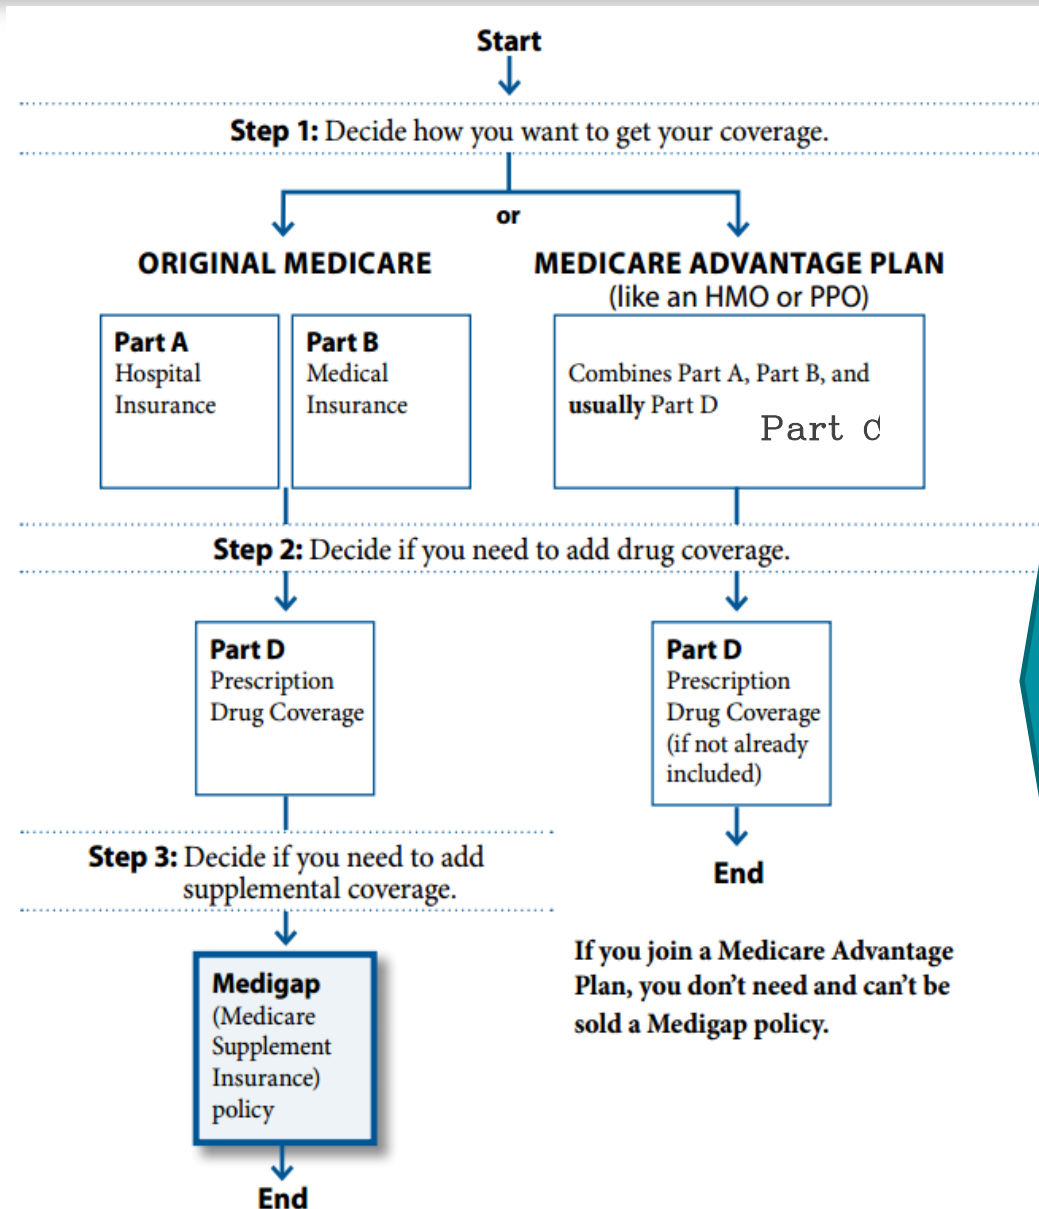 Start
Step 1: Decide how you want to get your coverage.
or
ORIGINAL MEDICARE
Part A
Hospital
Insurance
Part B
Medical
Insurance
MEDICARE ADVANTAGE PLAN
(like an HMO or PPO)
Combines Part A, Part B, and
usually Part D
Part C
Step 2: Decide if you need to add drug coverage.
Part D
Prescription
Drug Coverage
Part D
Prescription
Drug Coverage
(if not already
included)
End
Step 3: Decide if you need to add
supplemental coverage.
Medigap
(Medicare
Supplement
Insurance)
policy
End
If you join a Medicare Advantage
Plan, you don't need and can't be
sold a Medigap policy.